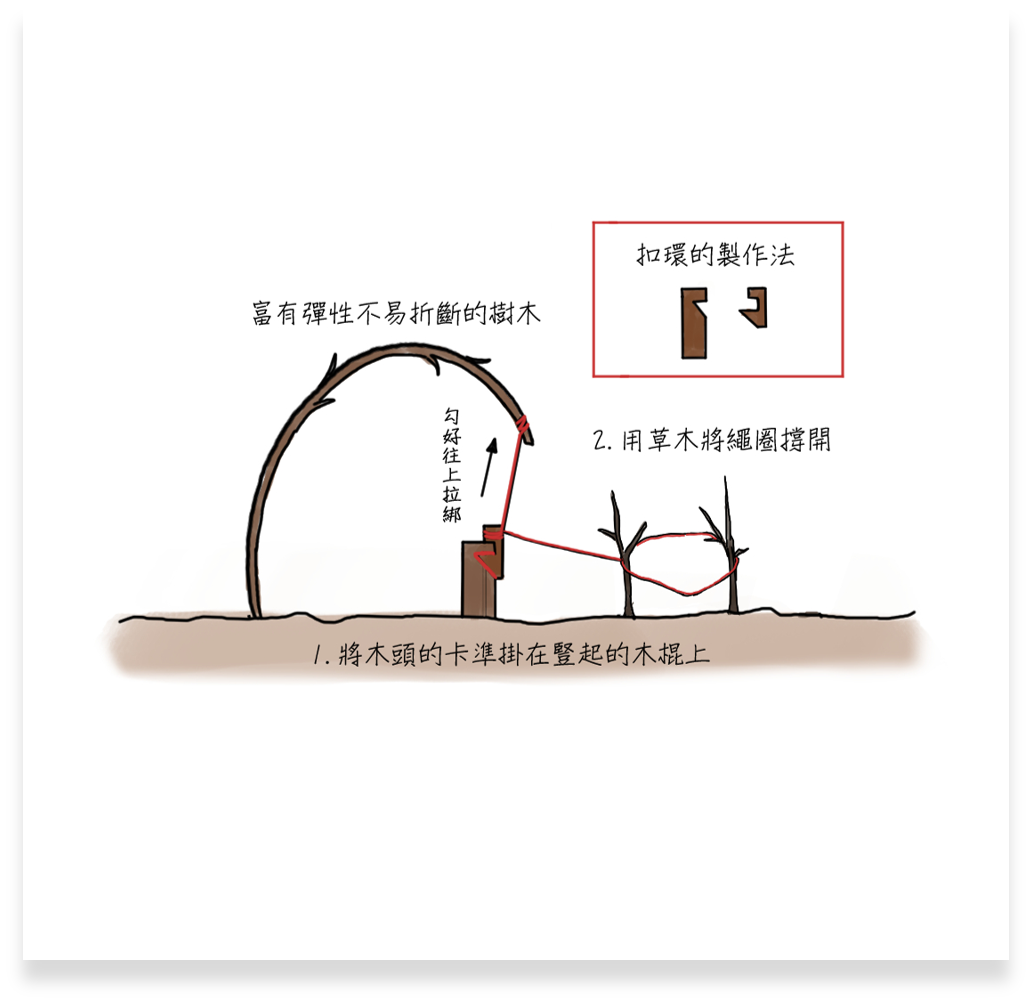 扣環的製作法
富有彈性不易折斷的樹木
勾好往上拉綁
2. 用草木將繩圈撐開
1. 將木頭的卡準掛在豎起的木棍上